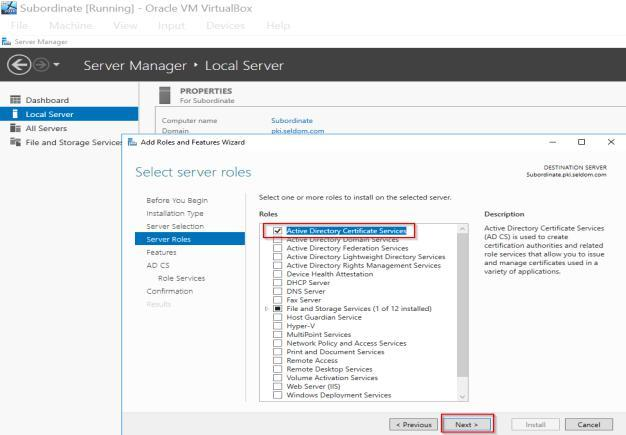 Subordinate [Running] - Oracle VM VirtualBox
File Machine View Input Devices Help
Server Manager
Server Manager • Local Server
Dashboard
Local Server
All Servers
File and Storage Services
PROPERTIES
For Subordinate
Computer name Subordinate
Domain pki.seldom.com
Add Roles and Features Wizard
Select server roles
DESTINATION SERVER
Subordinate.pki.seldom.com
Before You Begin
Installation Type
Server Selection
Server Roles
Features
AD CS
Role Services
Confirmation
Results
Select one or more roles to install on the selected server.
Roles
Active Directory Certificate Services
Active Directory Domain Services
Active Directory Federation Services
Active Directory Lightweight Directory Services
Active Directory Rights Management Services
Device Health Attestation
DHCP Server
DNS Server
Fax Server
File and Storage Services (1 of 12 installed)
Host Guardian Service
Hyper-V
MultiPoint Services
Network Policy and Access Services
Print and Document Services
Remote Access
Remote Desktop Services
Volume Activation Services
Web Server (IIS)
Windows Deployment Services
Description
Active Directory Certificate Services
(AD CS) is used to create
certification authorities and related
role services that allow you to issue
and manage certificates used in a
variety of applications.
< Previous
Next >
Install
Cancel